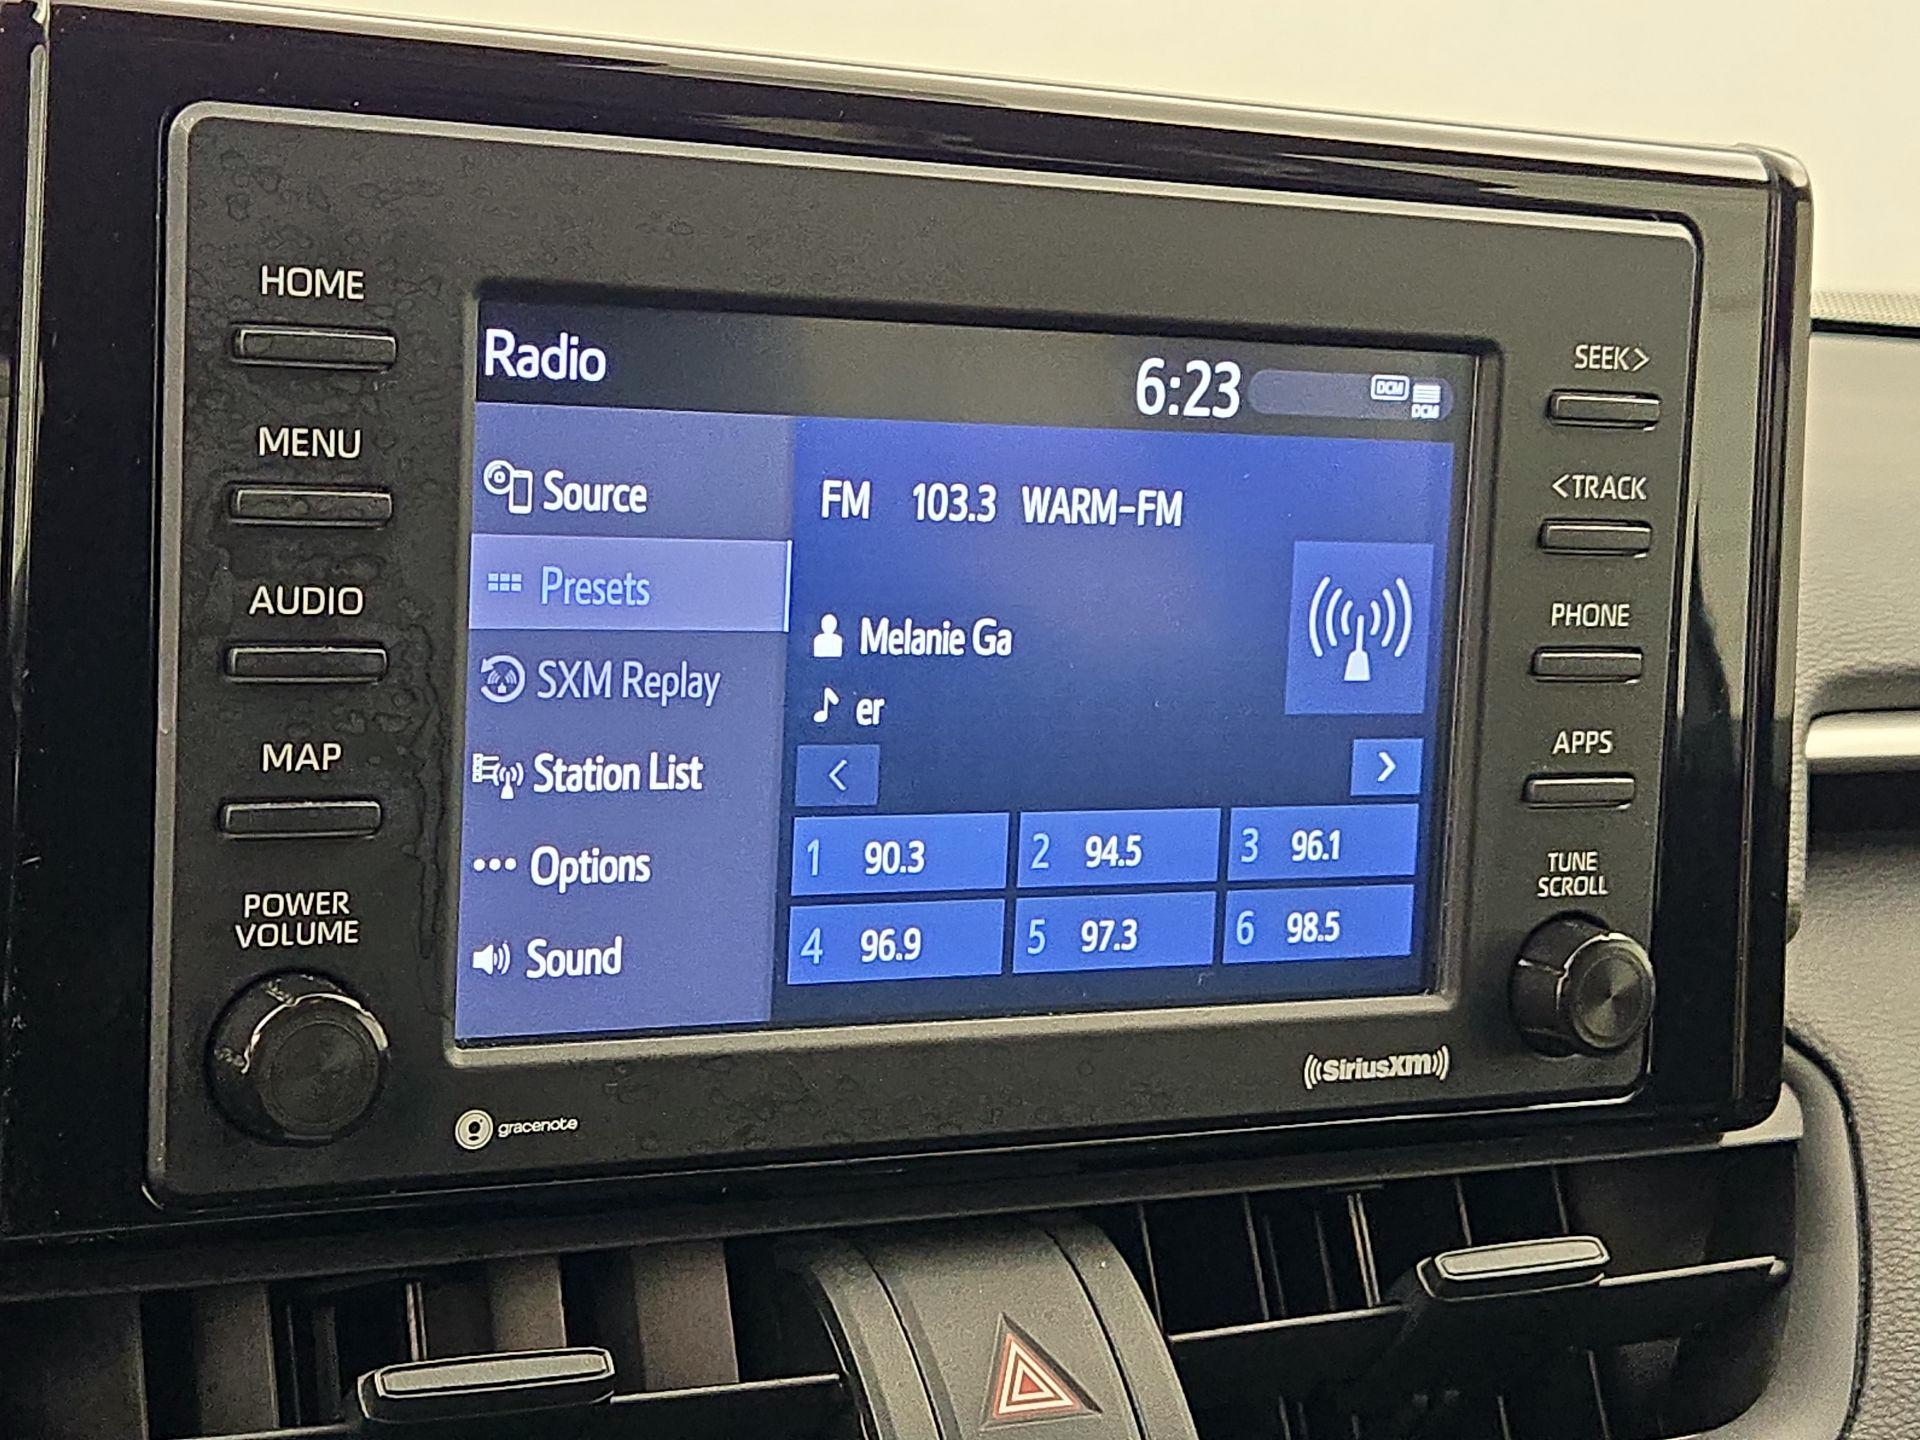 HOME
MENU
AUDIO
MAP
POWER
VOLUME
Radio
6:23
DCM
DCM
Source
Presets
SXM Replay
Station List
Options
Sound
FM 103.3 WARM-FM
Melanie Ga
er
<
>
1 90.3
2 94.5
3 96.1
4 96.9
5 97.3
6 98.5
SEEK>
<TRACK
PHONE
APPS
TUNE
SCROLL
gracenote
((SiriusXM))